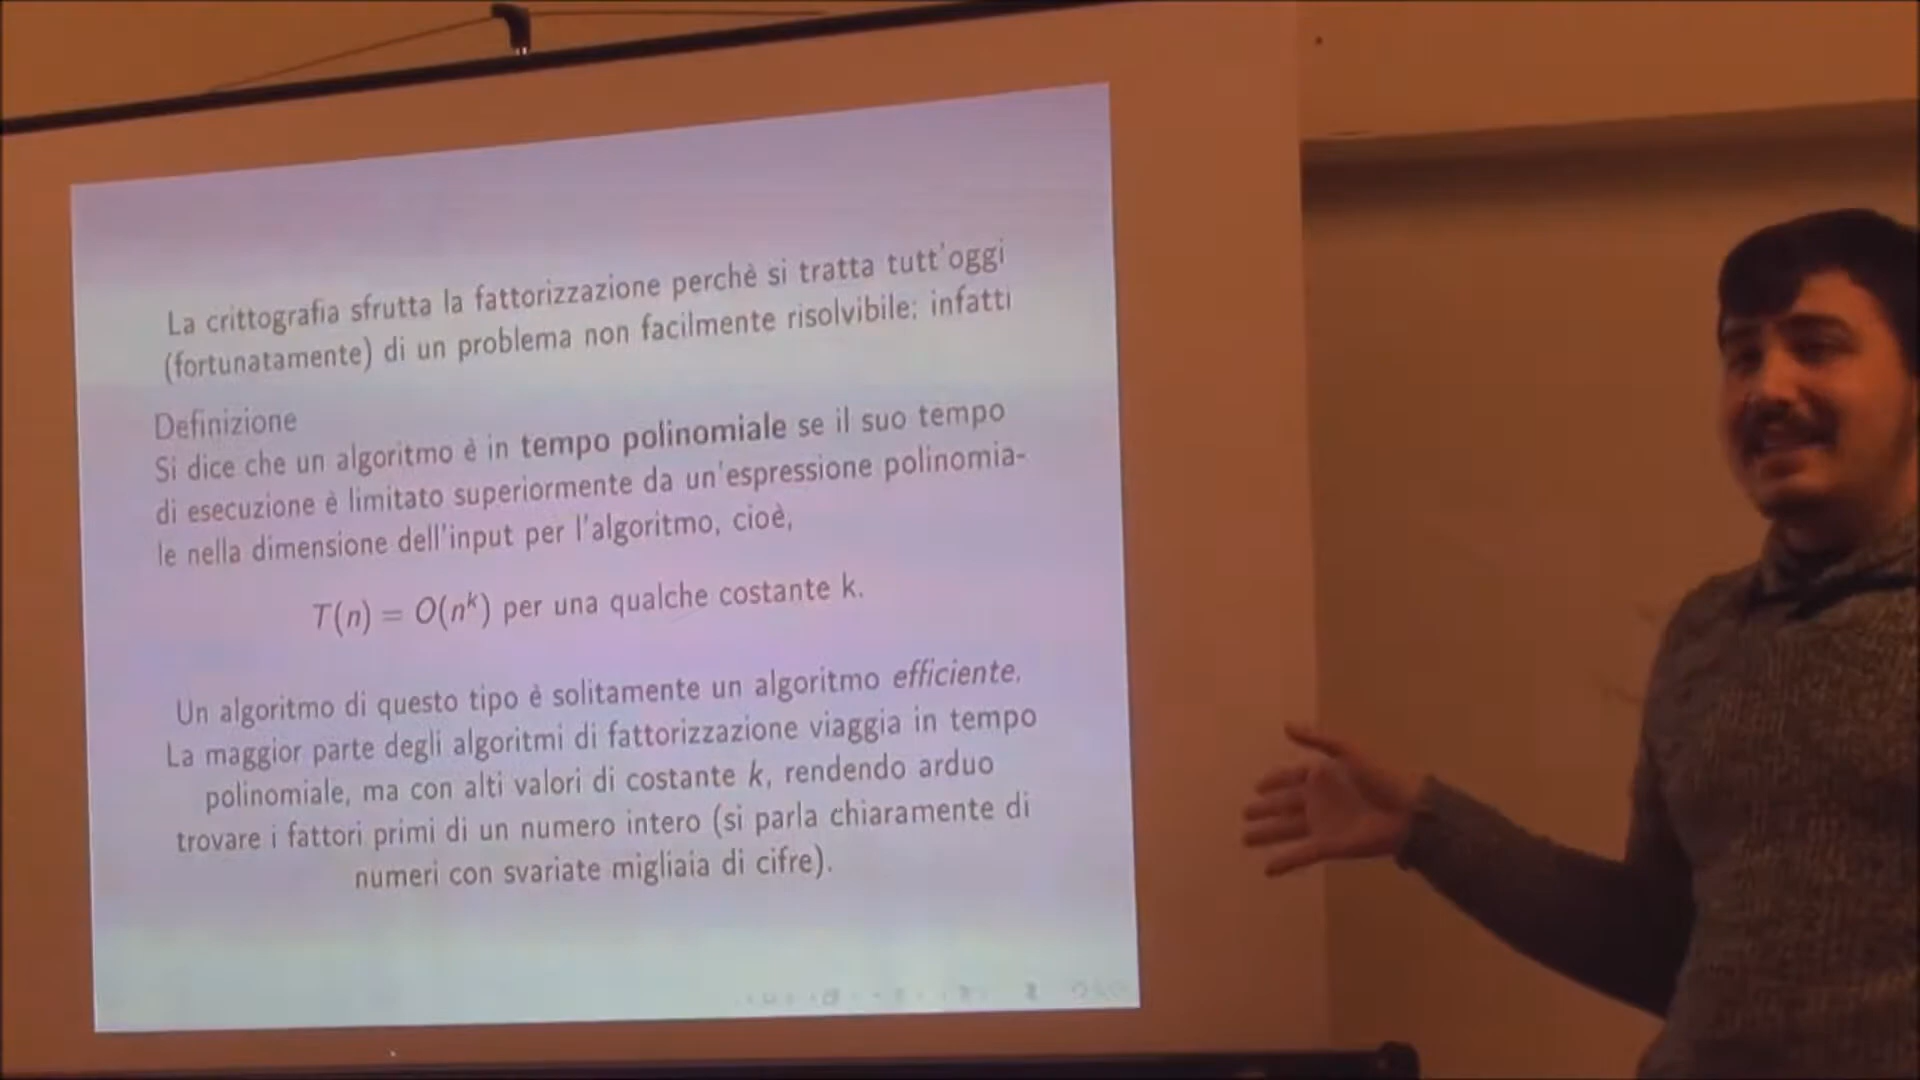 La crittografia sfrutta la fattorizzazione perchè si tratta tutt'oggi
(fortunatamente) di un problema non facilmente risolvibile: infatti
Definizione
Si dice che un algoritmo è in tempo polinomiale se il suo tempo
di esecuzione è limitato superiormente da un'espressione polinomia-
le nella dimensione dell'input per l'algoritmo, cioè,
T(n) = O(n^k) per una qualche costante k.
Un algoritmo di questo tipo è solitamente un algoritmo efficiente.
La maggior parte degli algoritmi di fattorizzazione viaggia in tempo
polinomiale, ma con alti valori di costante k, rendendo arduo
trovare i fattori primi di un numero intero (si parla chiaramente di
numeri con svariate migliaia di cifre).